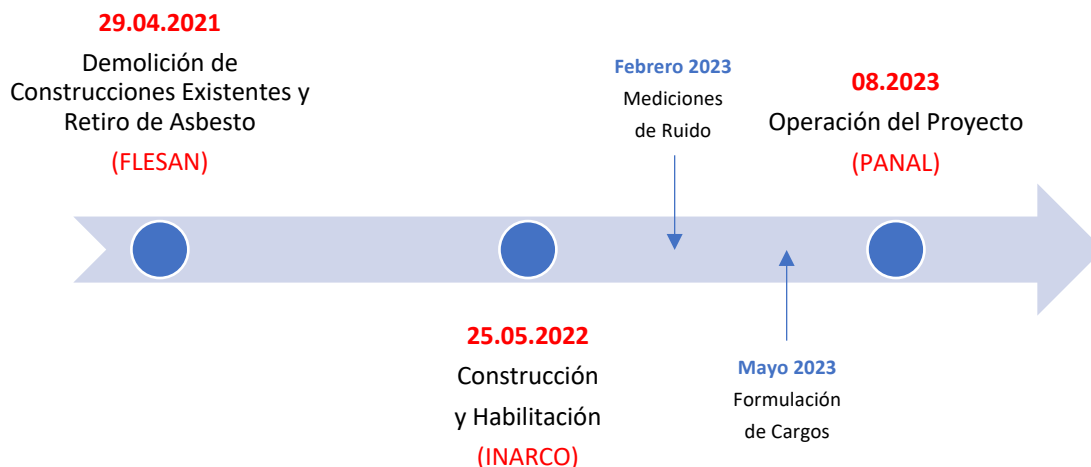 29.04.2021
Demolición de
Construcciones Existentes y
Retiro de Asbesto
(FLESAN)
Febrero 2023
Mediciones
de Ruido
08.2023
Operación del Proyecto
(PANAL)
25.05.2022
Construcción
y Habilitación
(INARCO)
Mayo 2023
Formulación
de Cargos